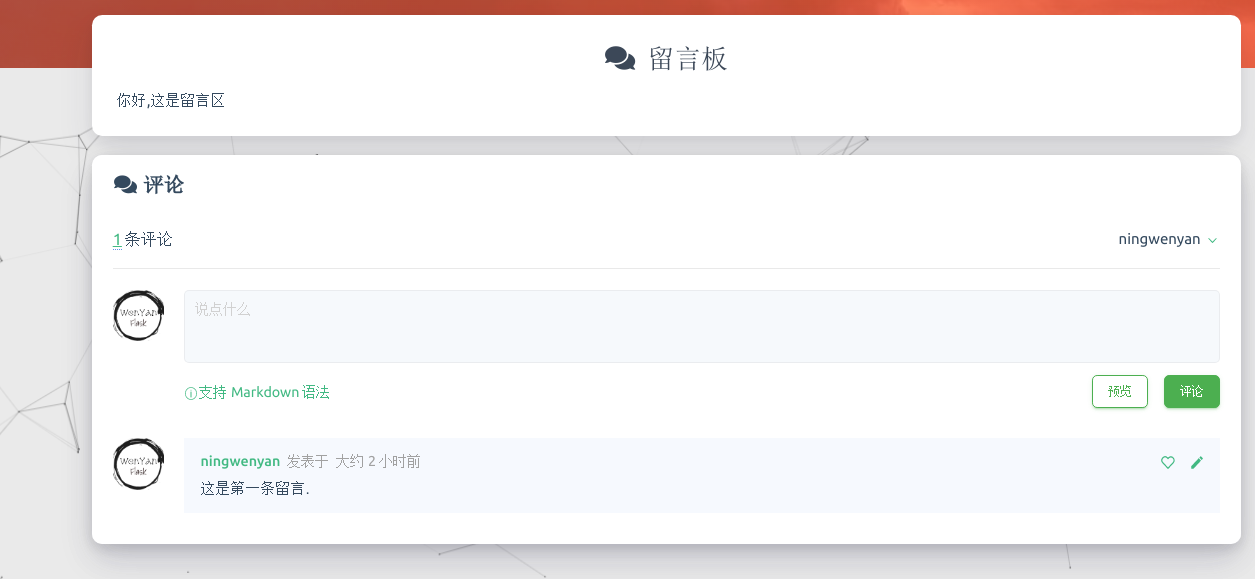 留言板
你好,这是留言区
评论
1 条评论
ningwenyan
WenYan
Flask
说点什么
支持 Markdown 语法
预览
评论
WenYan
Flask
ningwenyan 发表于 大约 2 小时前
这是第一条留言.